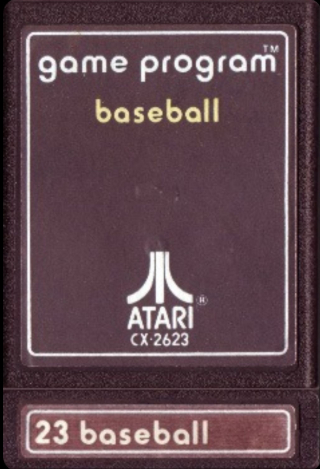 game program™
baseball
ATARI®
CX-2623
23 baseball